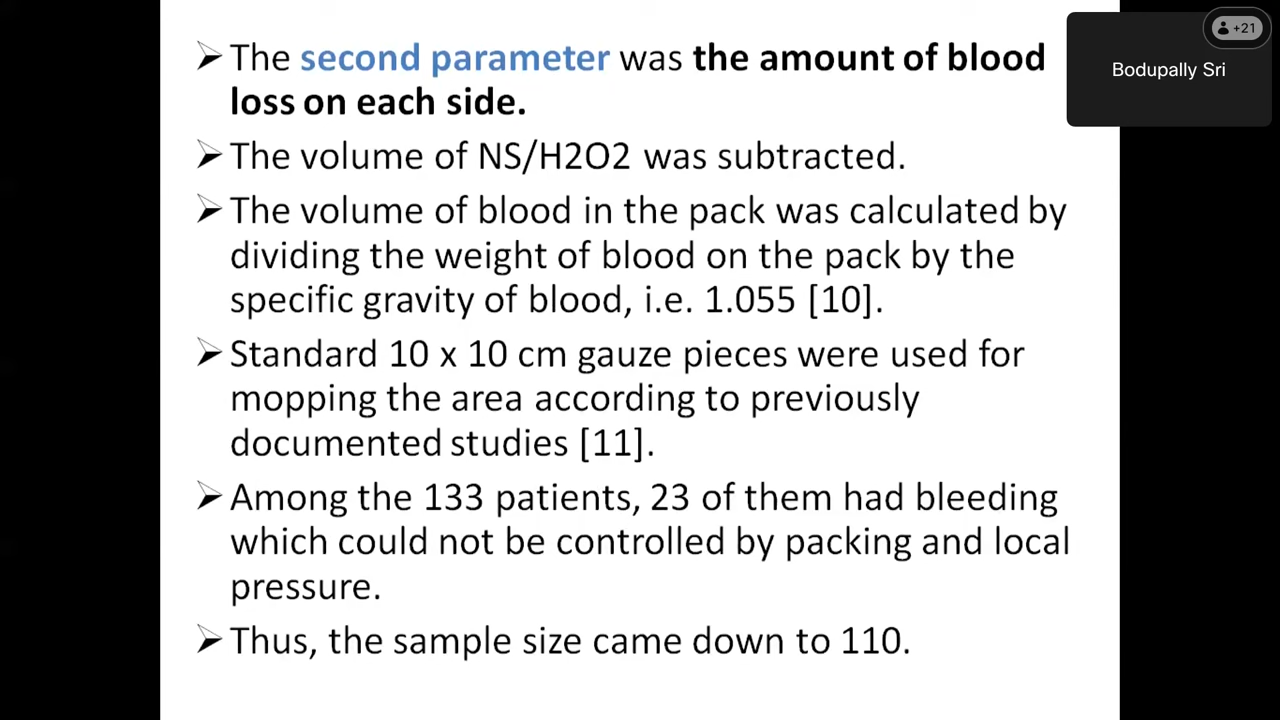 ➢ The second parameter was the amount of blood
loss on each side.
➢ The volume of NS/H2O2 was subtracted.
➢ The volume of blood in the pack was calculated by
dividing the weight of blood on the pack by the
specific gravity of blood, i.e. 1.055 [10].
➢ Standard 10 x 10 cm gauze pieces were used for
mopping the area according to previously
documented studies [11].
➢ Among the 133 patients, 23 of them had bleeding
which could not be controlled by packing and local
pressure.
➢ Thus, the sample size came down to 110.
+21
Bodupally Sri